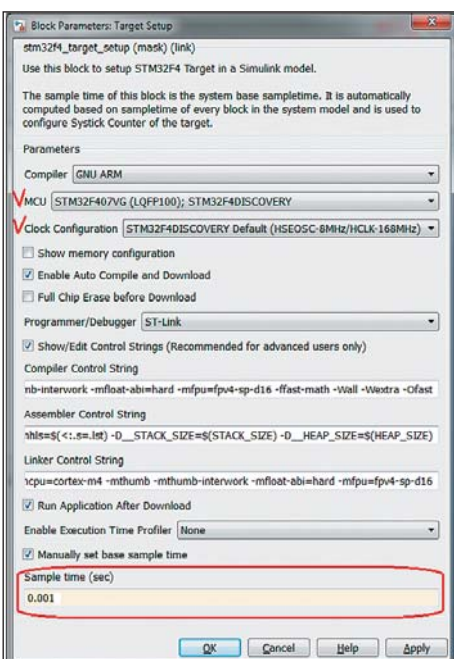 Block Parameters: Target Setup
stm32f4_target_setup (mask) (link)
Use this block to setup STM32F4 Target in a Simulink model.
The sample time of this block is the system base sampletime. It is automatically
computed based on sampletime of every block in the system model and is used to
configure Systick Counter of the target.
Parameters
Compiler GNU ARM
MCU STM32F407VG (LQFP100); STM32F4DISCOVERY
Clock Configuration STM32F4DISCOVERY Default (HSEOSC-8MHz/HCLK-168MHz)
Show memory configuration
Enable Auto Compile and Download
Full Chip Erase before Download
Programmer/Debugger ST-Link
Show/Edit Control Strings (Recommended for advanced users only)
Compiler Control String
nb-interwork -mfloat-abi=hard -mfpu=fpv4-sp-d16 -ffast-math -Wall -Wextra -Ofast
Assembler Control String
hls=$(<:.s=.lst) -D__STACK_SIZE=$(STACK_SIZE) -D__HEAP_SIZE=$(HEAP_SIZE)
Linker Control String
cpu=cortex-m4 -mthumb -mthumb-interwork -mfloat-abi=hard -mfpu=fpv4-sp-d16
Run Application After Download
Enable Execution Time Profiler None
Manually set base sample time
Sample time (sec)
0.001
OK Cancel Help Apply